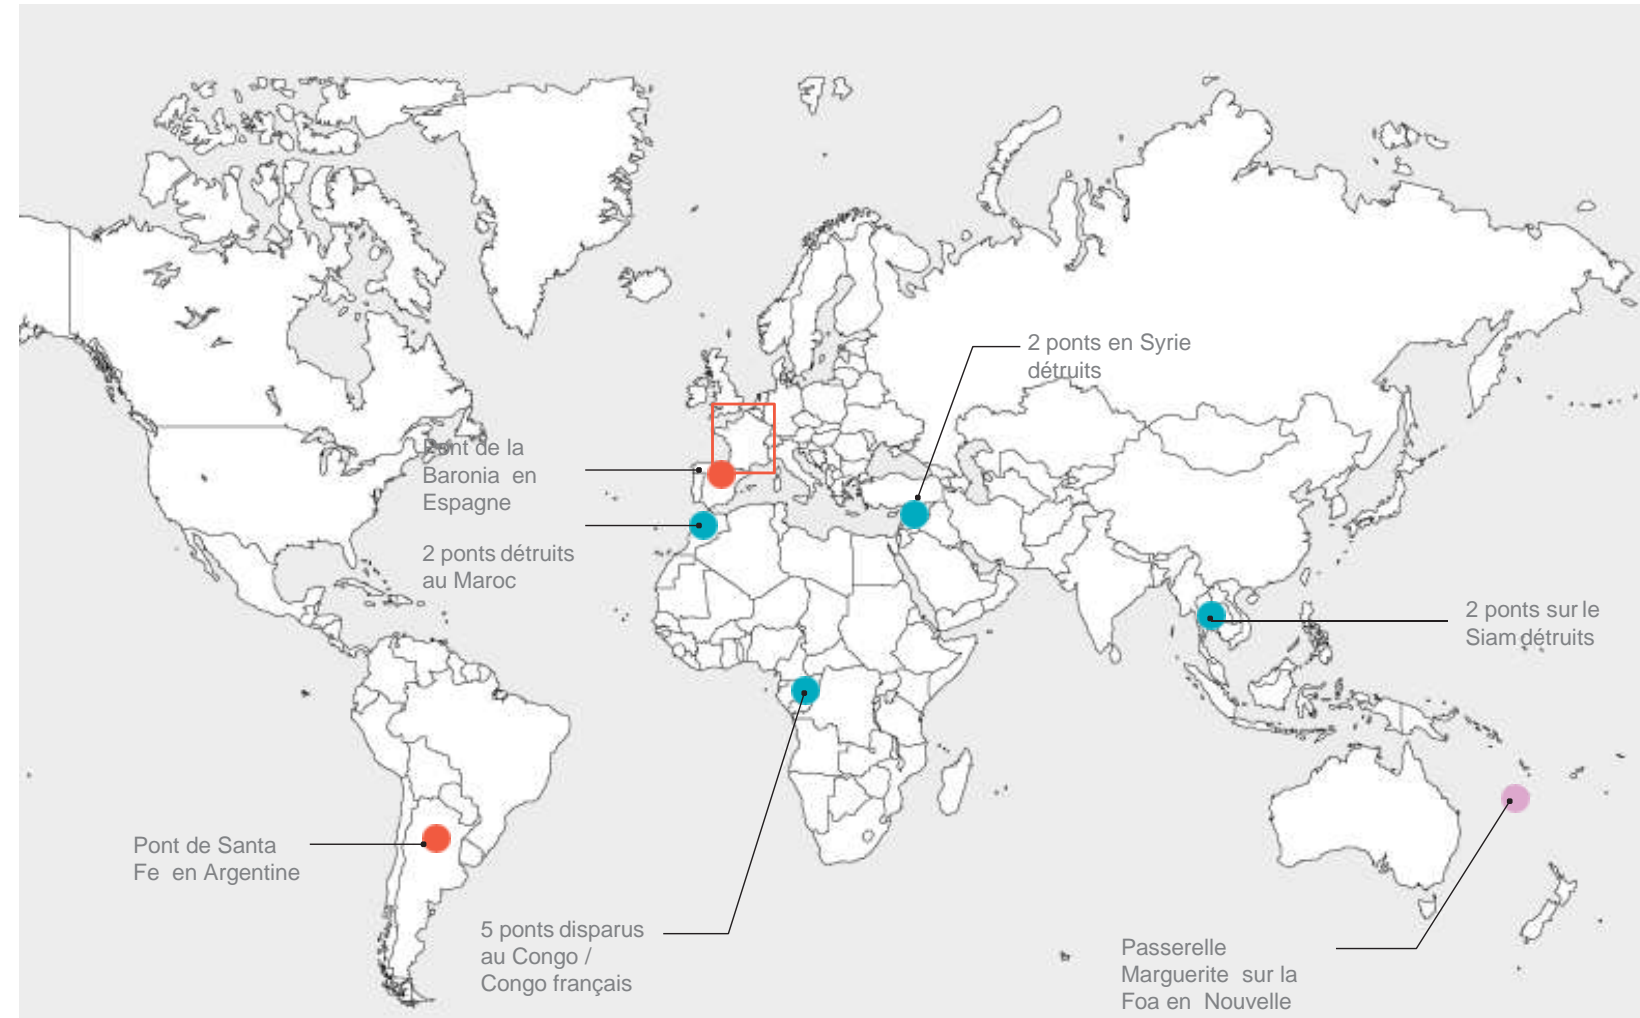 2 ponts en Syrie
détruits
Pont de la
Baronia en
Espagne
2 ponts détruits
au Maroc
2 ponts sur le
Siam détruits
Pont de Santa
Fe en Argentine
5 ponts disparus
au Congo /
Congo français
Passerelle
Marguerite sur la
Foa en Nouvelle